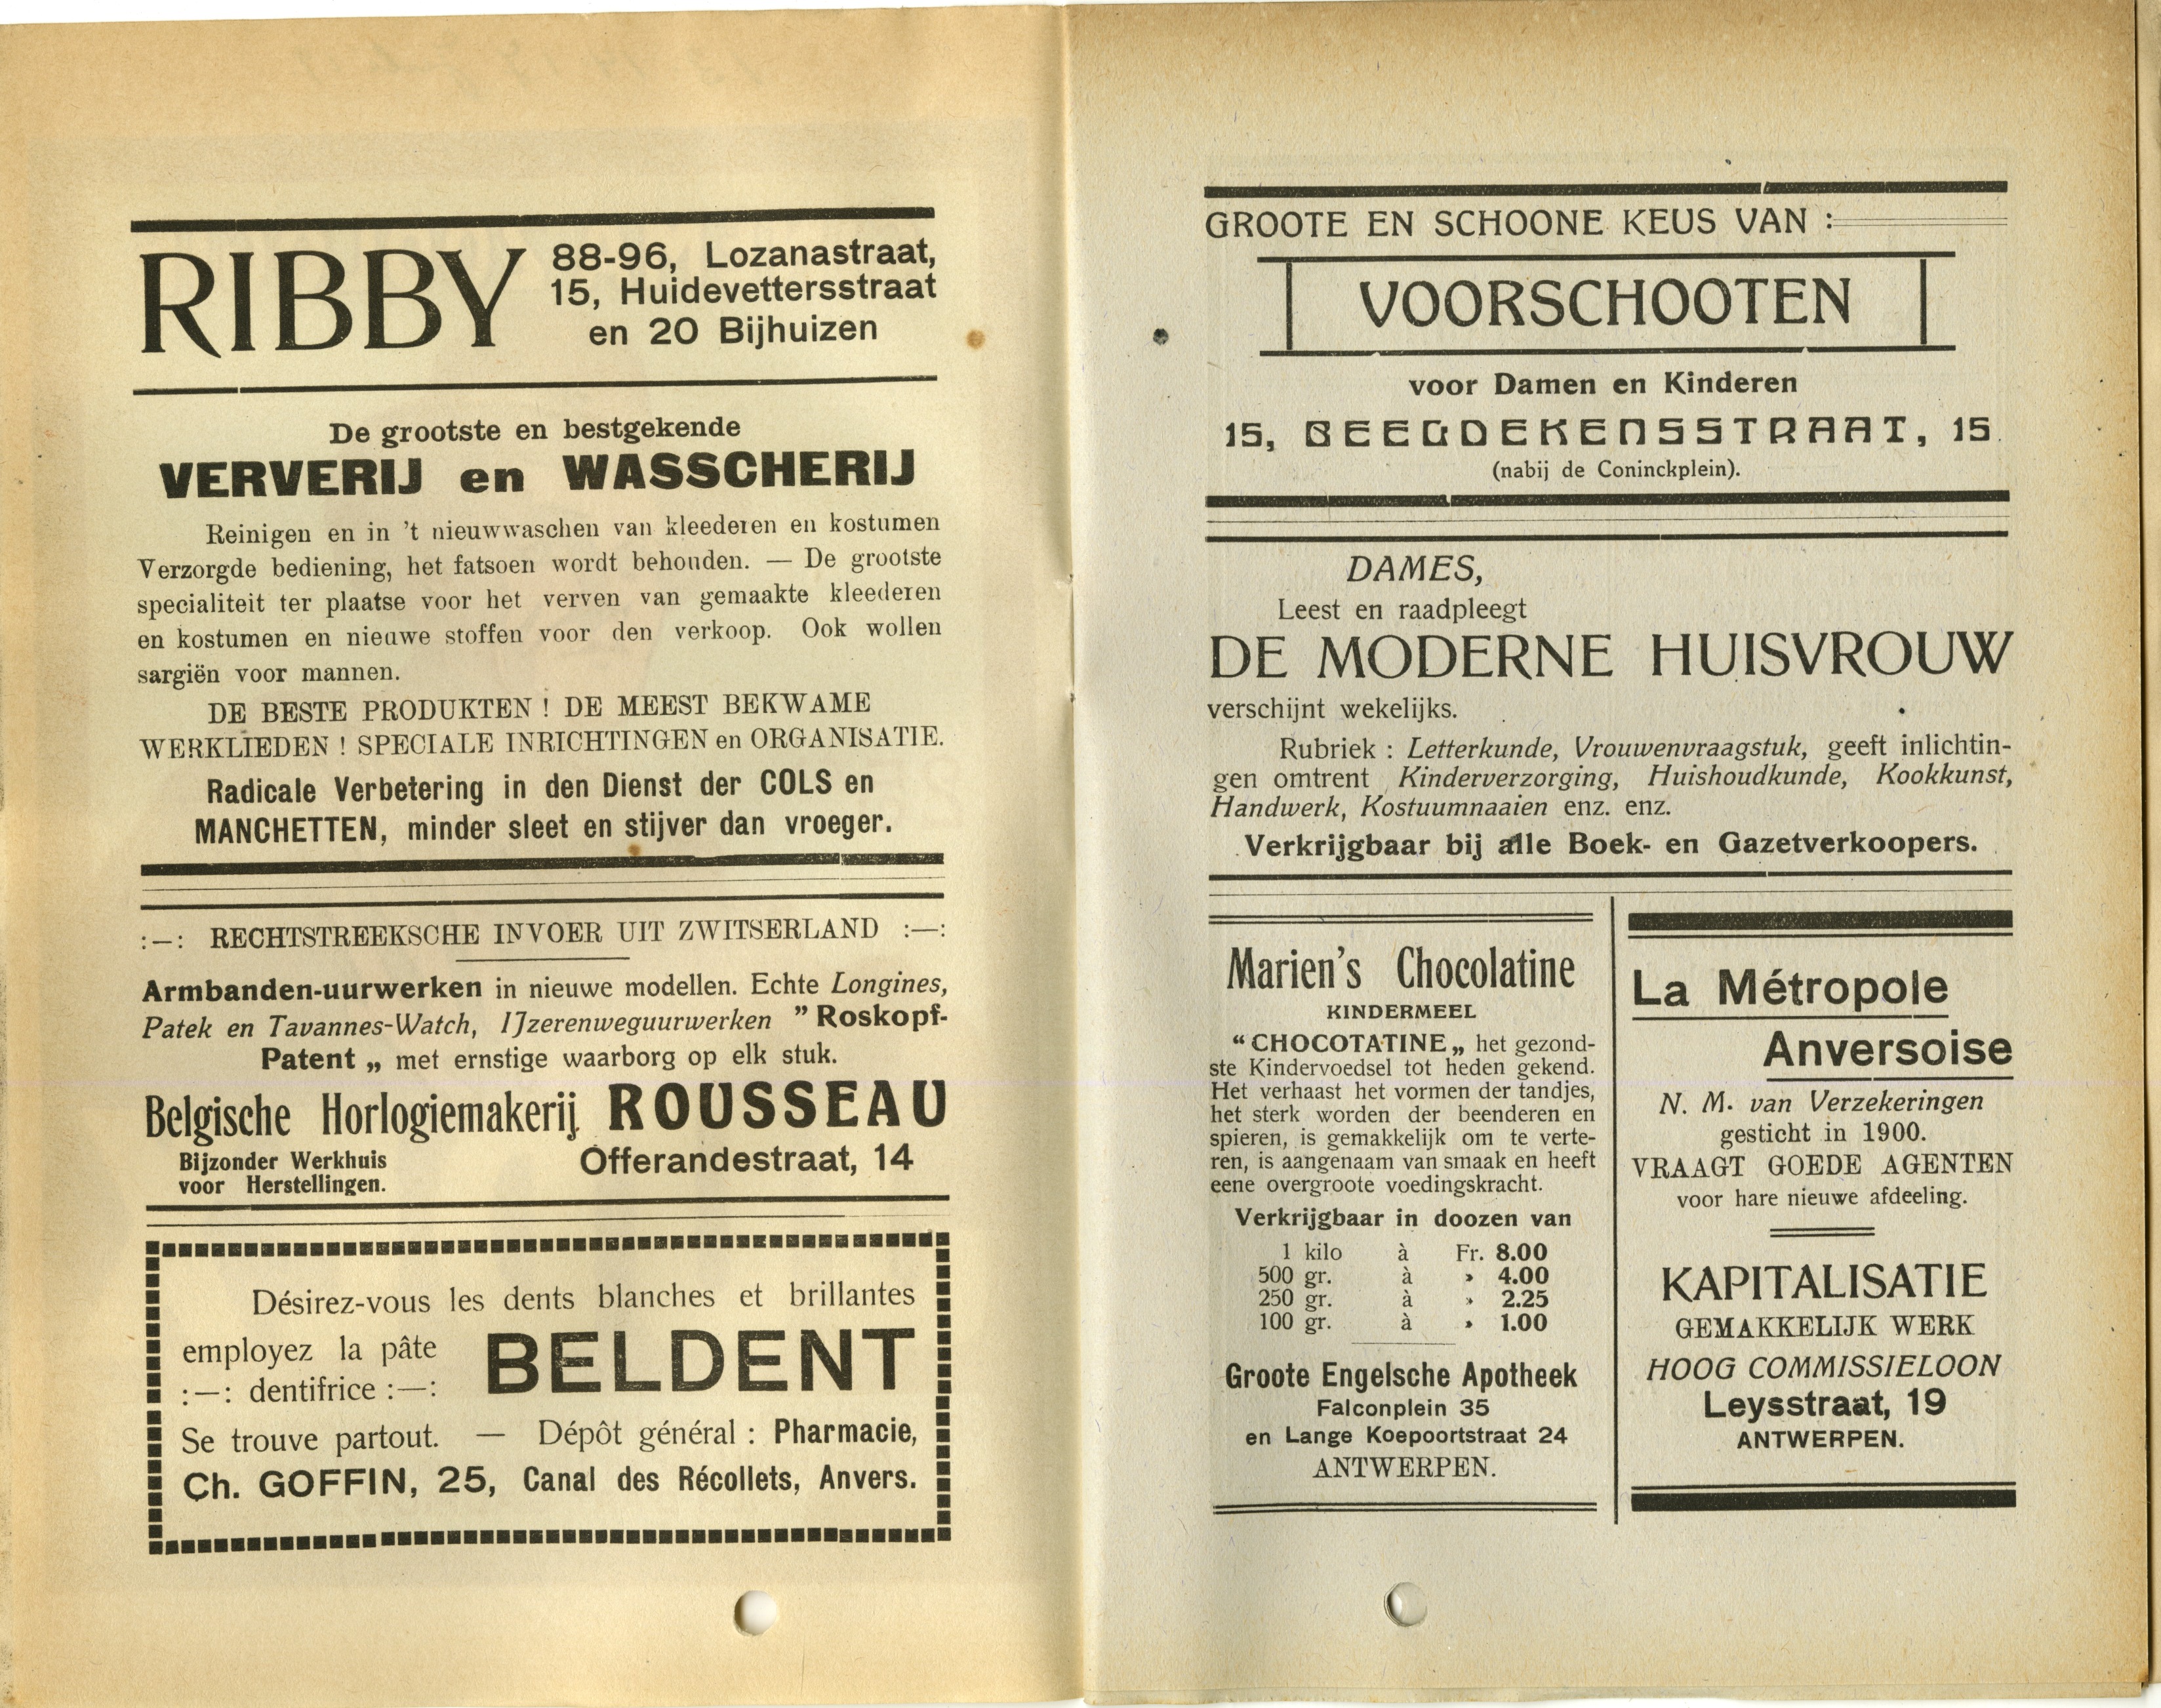 RIBBY
88-96, Lozanastraat,
15, Huidevettersstraat
en 20 Bijhuizen
De grootste en bestgekende
VERVERIJ en WASSCHERIJ
Reinigen en in 't nieuwwaschen van kleederen en kostumen
Verzorgde bediening, het fatsoen wordt behouden. — De grootste
specialiteit ter plaatse voor het verven van gemaakte kleederen
en kostumen en nieuwe stoffen voor den verkoop. Ook wollen
sargiën voor mannen.
DE BESTE PRODUKTEN ! DE MEEST BEKWAME
WERKLIEDEN ! SPECIALE INRICHTINGEN en ORGANISATIE.
Radicale Verbetering in den Dienst der COLS en
MANCHETTEN, minder sleet en stijver dan vroeger.
:—: RECHTSTREEKSCHE INVOER UIT ZWITSERLAND :—:
Armbanden-uurwerken in nieuwe modellen. Echte Longines,
Patek en Tavannes-Watch, IJzerenweguurwerken " Roskopf-
Patent „ met ernstige waarborg op elk stuk.
Belgische Horlogiemakerij ROUSSEAU
Bijzonder Werkhuis
voor Herstellingen.
Offerandestraat, 14
Désirez-vous les dents blanches et brillantes
employez la pâte
:—: dentifrice :—:
BELDENT
Se trouve partout. — Dépôt général : Pharmacie,
Ch. GOFFIN, 25, Canal des Récollets, Anvers.
GROOTE EN SCHOONE KEUS VAN :
VOORSCHOOTEN
voor Damen en Kinderen
15, BEEGDEKENSSTRAAT, 15
(nabij de Coninckplein).
DAMES,
Leest en raadpleegt
DE MODERNE HUISVROUW
verschijnt wekelijks.
Rubriek : Letterkunde, Vrouwenvraagstuk, geeft inlichtin-
gen omtrent Kinderverzorging, Huishoudkunde, Kookkunst,
Handwerk, Kostuumnaaien enz. enz.
Verkrijgbaar bij alle Boek- en Gazetverkoopers.
Marien's Chocolatine
KINDERMEEL
“ CHOCOTATINE „ het gezond-
ste Kindervoedsel tot heden gekend.
Het verhaast het vormen der tandjes,
het sterk worden der beenderen en
spieren, is gemakkelijk om te verte-
ren, is aangenaam van smaak en heeft
eene overgroote voedingskracht.
Verkrijgbaar in doozen van
1 kilo à Fr. 8.00
500 gr. à » 4.00
250 gr. à » 2.25
100 gr. à » 1.00
Groote Engelsche Apotheek
Falconplein 35
en Lange Koepoortstraat 24
ANTWERPEN.
La Métropole
Anversoise
N. M. van Verzekeringen
gesticht in 1900.
VRAAGT GOEDE AGENTEN
voor hare nieuwe afdeeling.
KAPITALISATIE
GEMAKKELIJK WERK
HOOG COMMISSIELOON
Leysstraat, 19
ANTWERPEN.